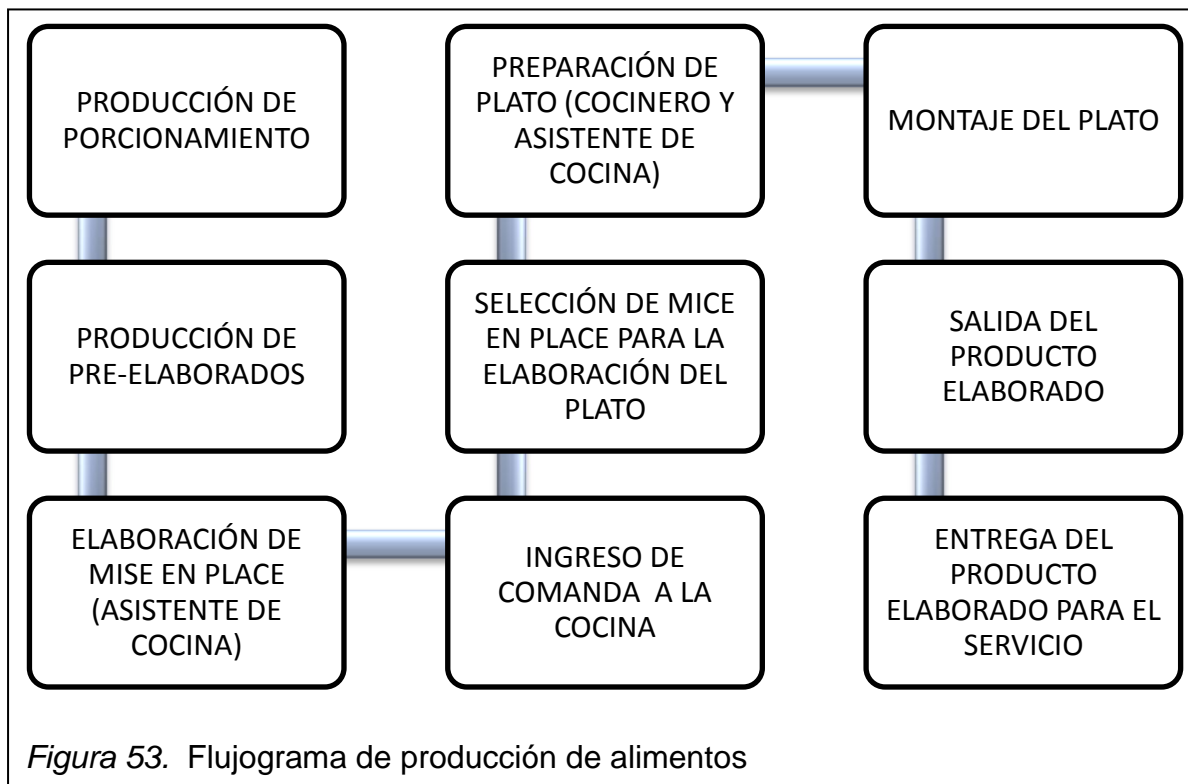 PRODUCCIÓN DE
PORCIONAMIENTO
PRODUCCIÓN DE
PRE-ELABORADOS
ELABORACIÓN DE
MISE EN PLACE
(ASISTENTE DE
COCINA)
INGRESO DE
COMANDA A LA
COCINA
SELECCIÓN DE MICE
EN PLACE PARA LA
ELABORACIÓN DEL
PLATO
PREPARACIÓN DE
PLATO (COCINERO Y
ASISTENTE DE
COCINA)
MONTAJE DEL PLATO
SALIDA DEL
PRODUCTO
ELABORADO
ENTREGA DEL
PRODUCTO
ELABORADO PARA EL
SERVICIO
Figura 53. Flujograma de producción de alimentos